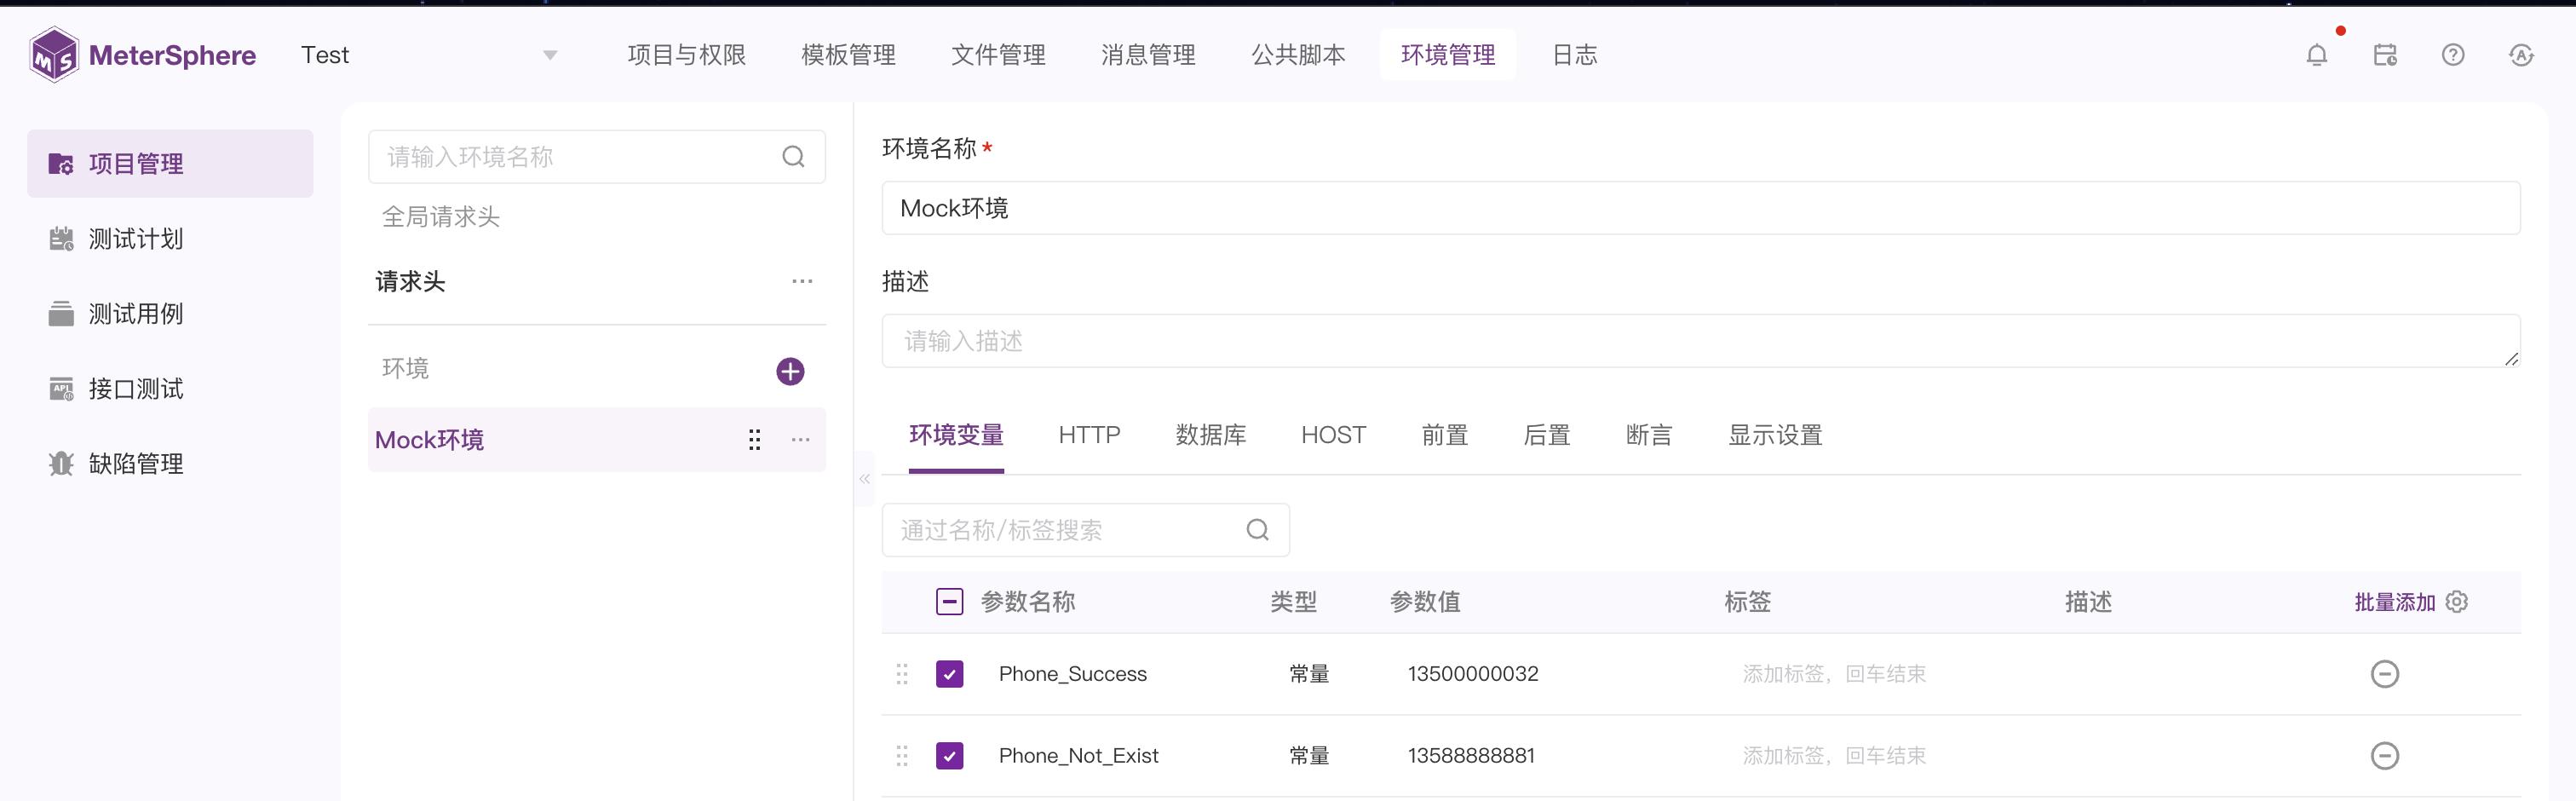 MeterSphere
Test
项目与权限
模板管理
文件管理
消息管理
公共脚本
环境管理
日志
项目管理
测试计划
测试用例
接口测试
缺陷管理
请输入环境名称
全局请求头
请求头
环境
Mock环境
环境名称*
Mock环境
描述
请输入描述
环境变量 HTTP 数据库 HOST 前置 后置 断言 显示设置
通过名称/标签搜索
参数名称 类型 参数值 标签 描述 批量添加
Phone_Success 常量 13500000032 添加标签，回车结束
Phone_Not_Exist 常量 13588888881 添加标签，回车结束